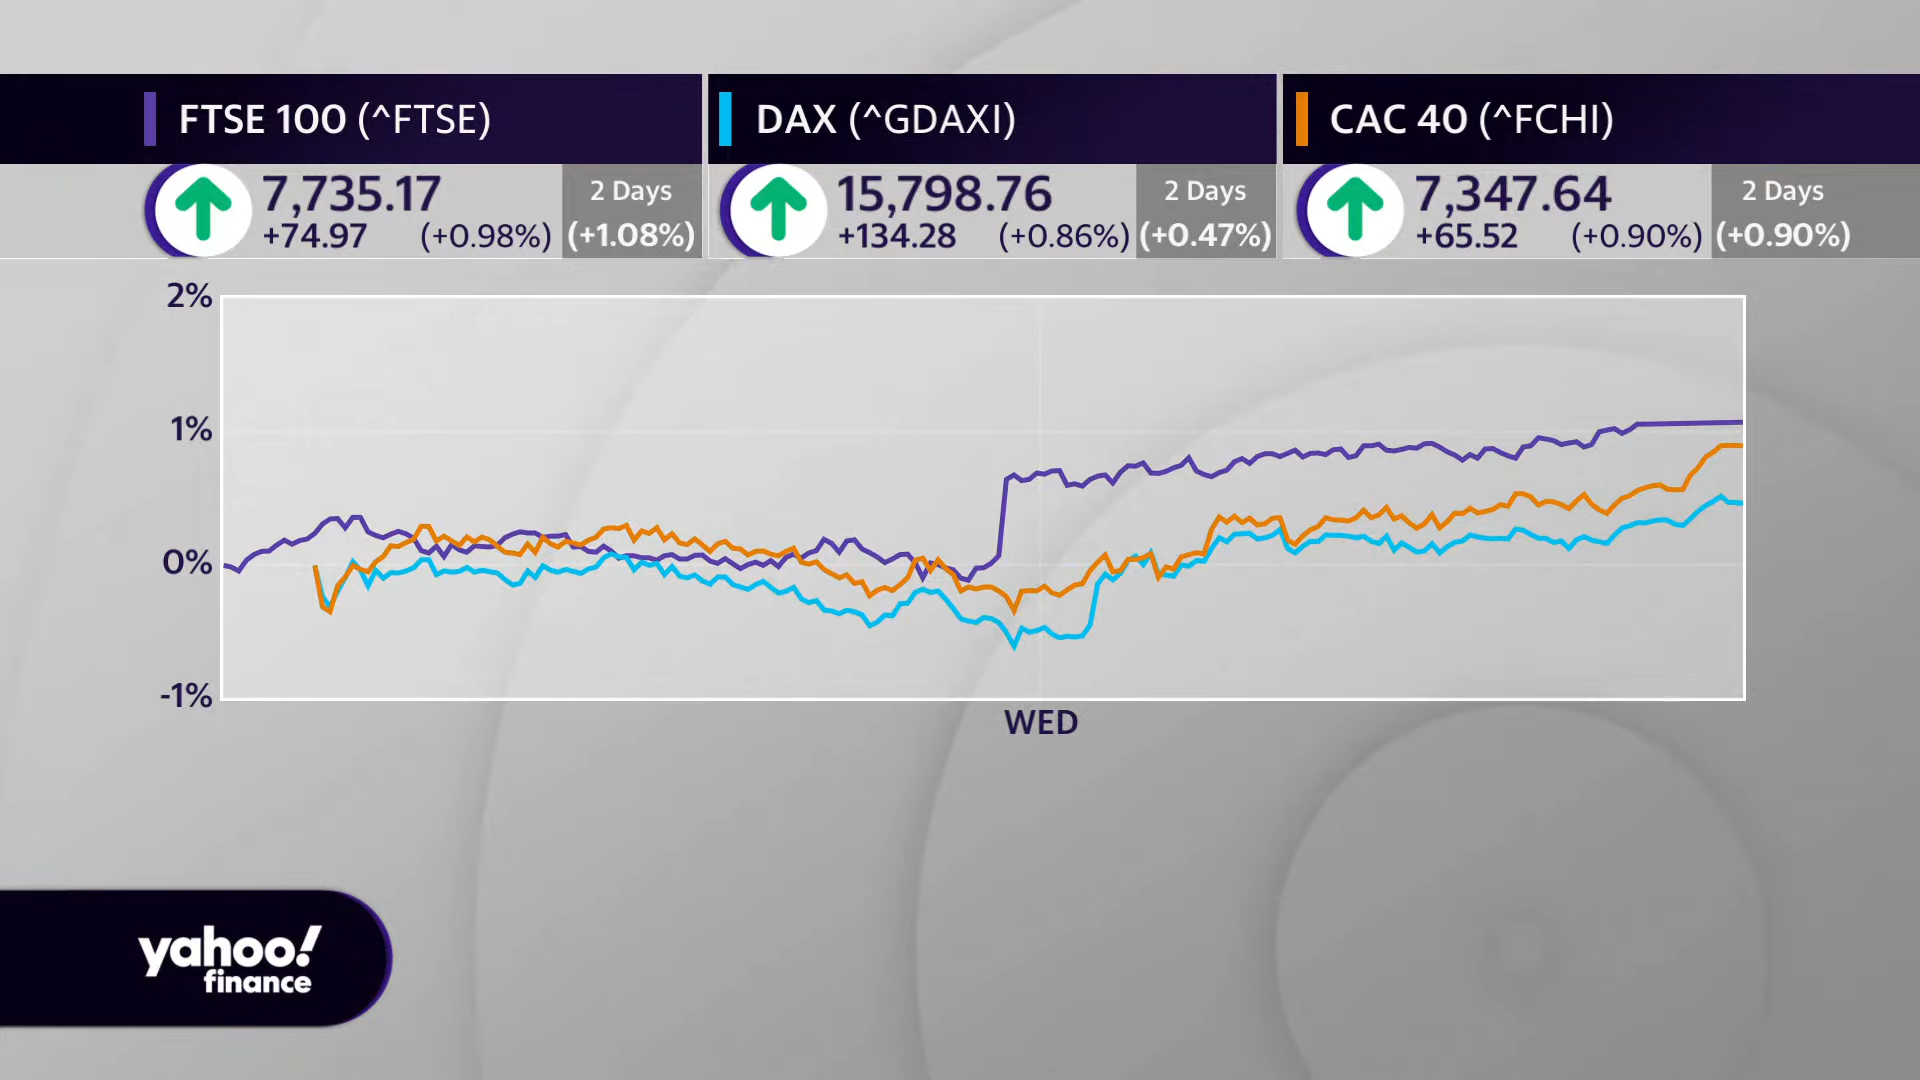 FTSE 100 (^FTSE)
7,735.17
+74.97 (+0.98%)
2 Days
(+1.08%)
DAX (^GDAXI)
15,798.76
+134.28 (+0.86%)
2 Days
(+0.47%)
CAC 40 (^FCHI)
7,347.64
+65.52 (+0.90%)
2 Days
(+0.90%)
2%
1%
0%
-1%
WED
yahoo!
finance